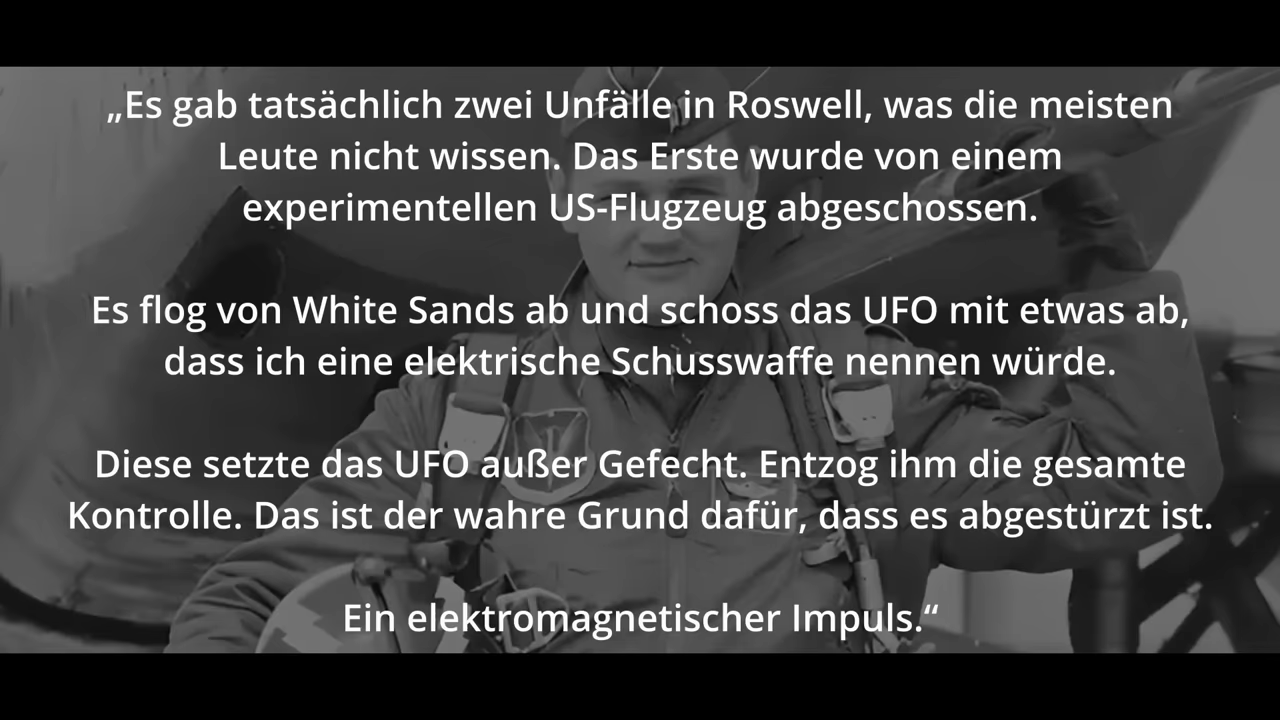 „Es gab tatsächlich zwei Unfälle in Roswell, was die meisten
Leute nicht wissen. Das Erste wurde von einem
experimentellen US-Flugzeug abgeschossen.
Es flog von White Sands ab und schoss das UFO mit etwas ab,
dass ich eine elektrische Schusswaffe nennen würde.
Diese setzte das UFO außer Gefecht. Entzog ihm die gesamte
Kontrolle. Das ist der wahre Grund dafür, dass es abgestürzt ist.
Ein elektromagnetischer Impuls.“